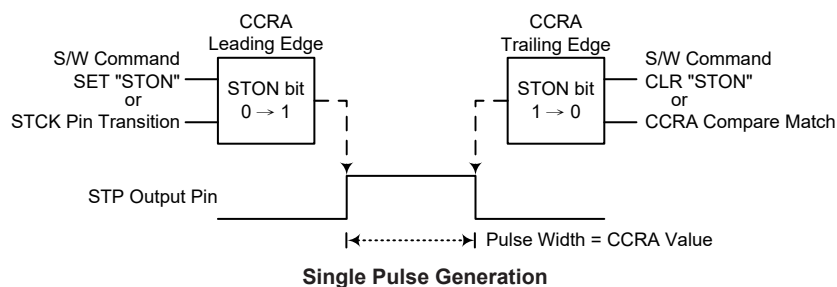 CCRA
Leading Edge
S/W Command
SET "STON"
or
STCK Pin Transition
STON bit
0 → 1
CCRA
Trailing Edge
STON bit
1 → 0
S/W Command
CLR "STON"
or
CCRA Compare Match
STP Output Pin
Pulse Width = CCRA Value
Single Pulse Generation